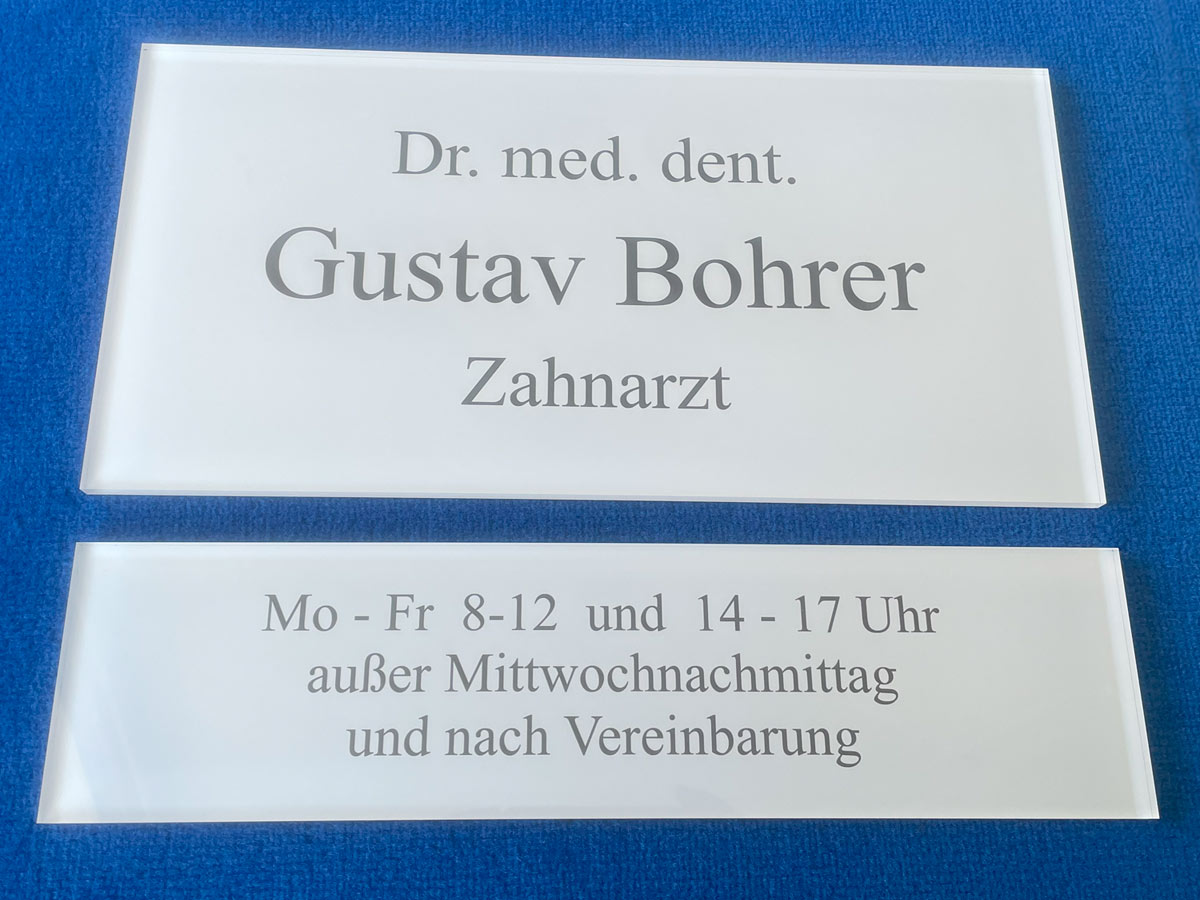 Dr. med. dent.
Gustav Bohrer
Zahnarzt
Mo - Fr 8-12 und 14 - 17 Uhr
außer Mittwochnachmittag
und nach Vereinbarung